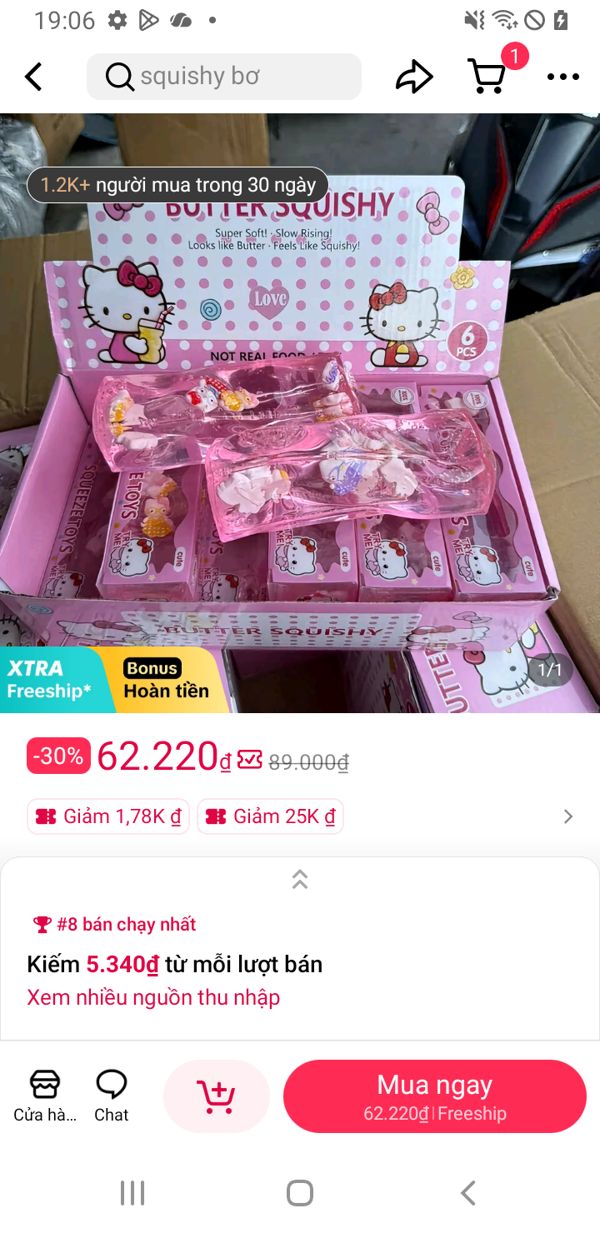 19:06
squishy bơ
1
1.2K+ người mua trong 30 ngày
BUTTER SQUISHY
Super Soft! · Slow Rising!
Looks like Butter · Feels Like Squishy!
Love
6
PCS
NOT REAL FOOD
SQUEEZE TOYS
TRY
ME
cute
cute
cute
BUTTER SQUISHY
XTRA
Freeship*
Bonus
Hoàn tiền
1/1
-30% 62.220₫ 89.000₫
Giảm 1,78K ₫
Giảm 25K ₫
#8 bán chạy nhất
Kiếm 5.340₫ từ mỗi lượt bán
Xem nhiều nguồn thu nhập
Cửa hà...
Chat
Mua ngay
62.220₫ | Freeship